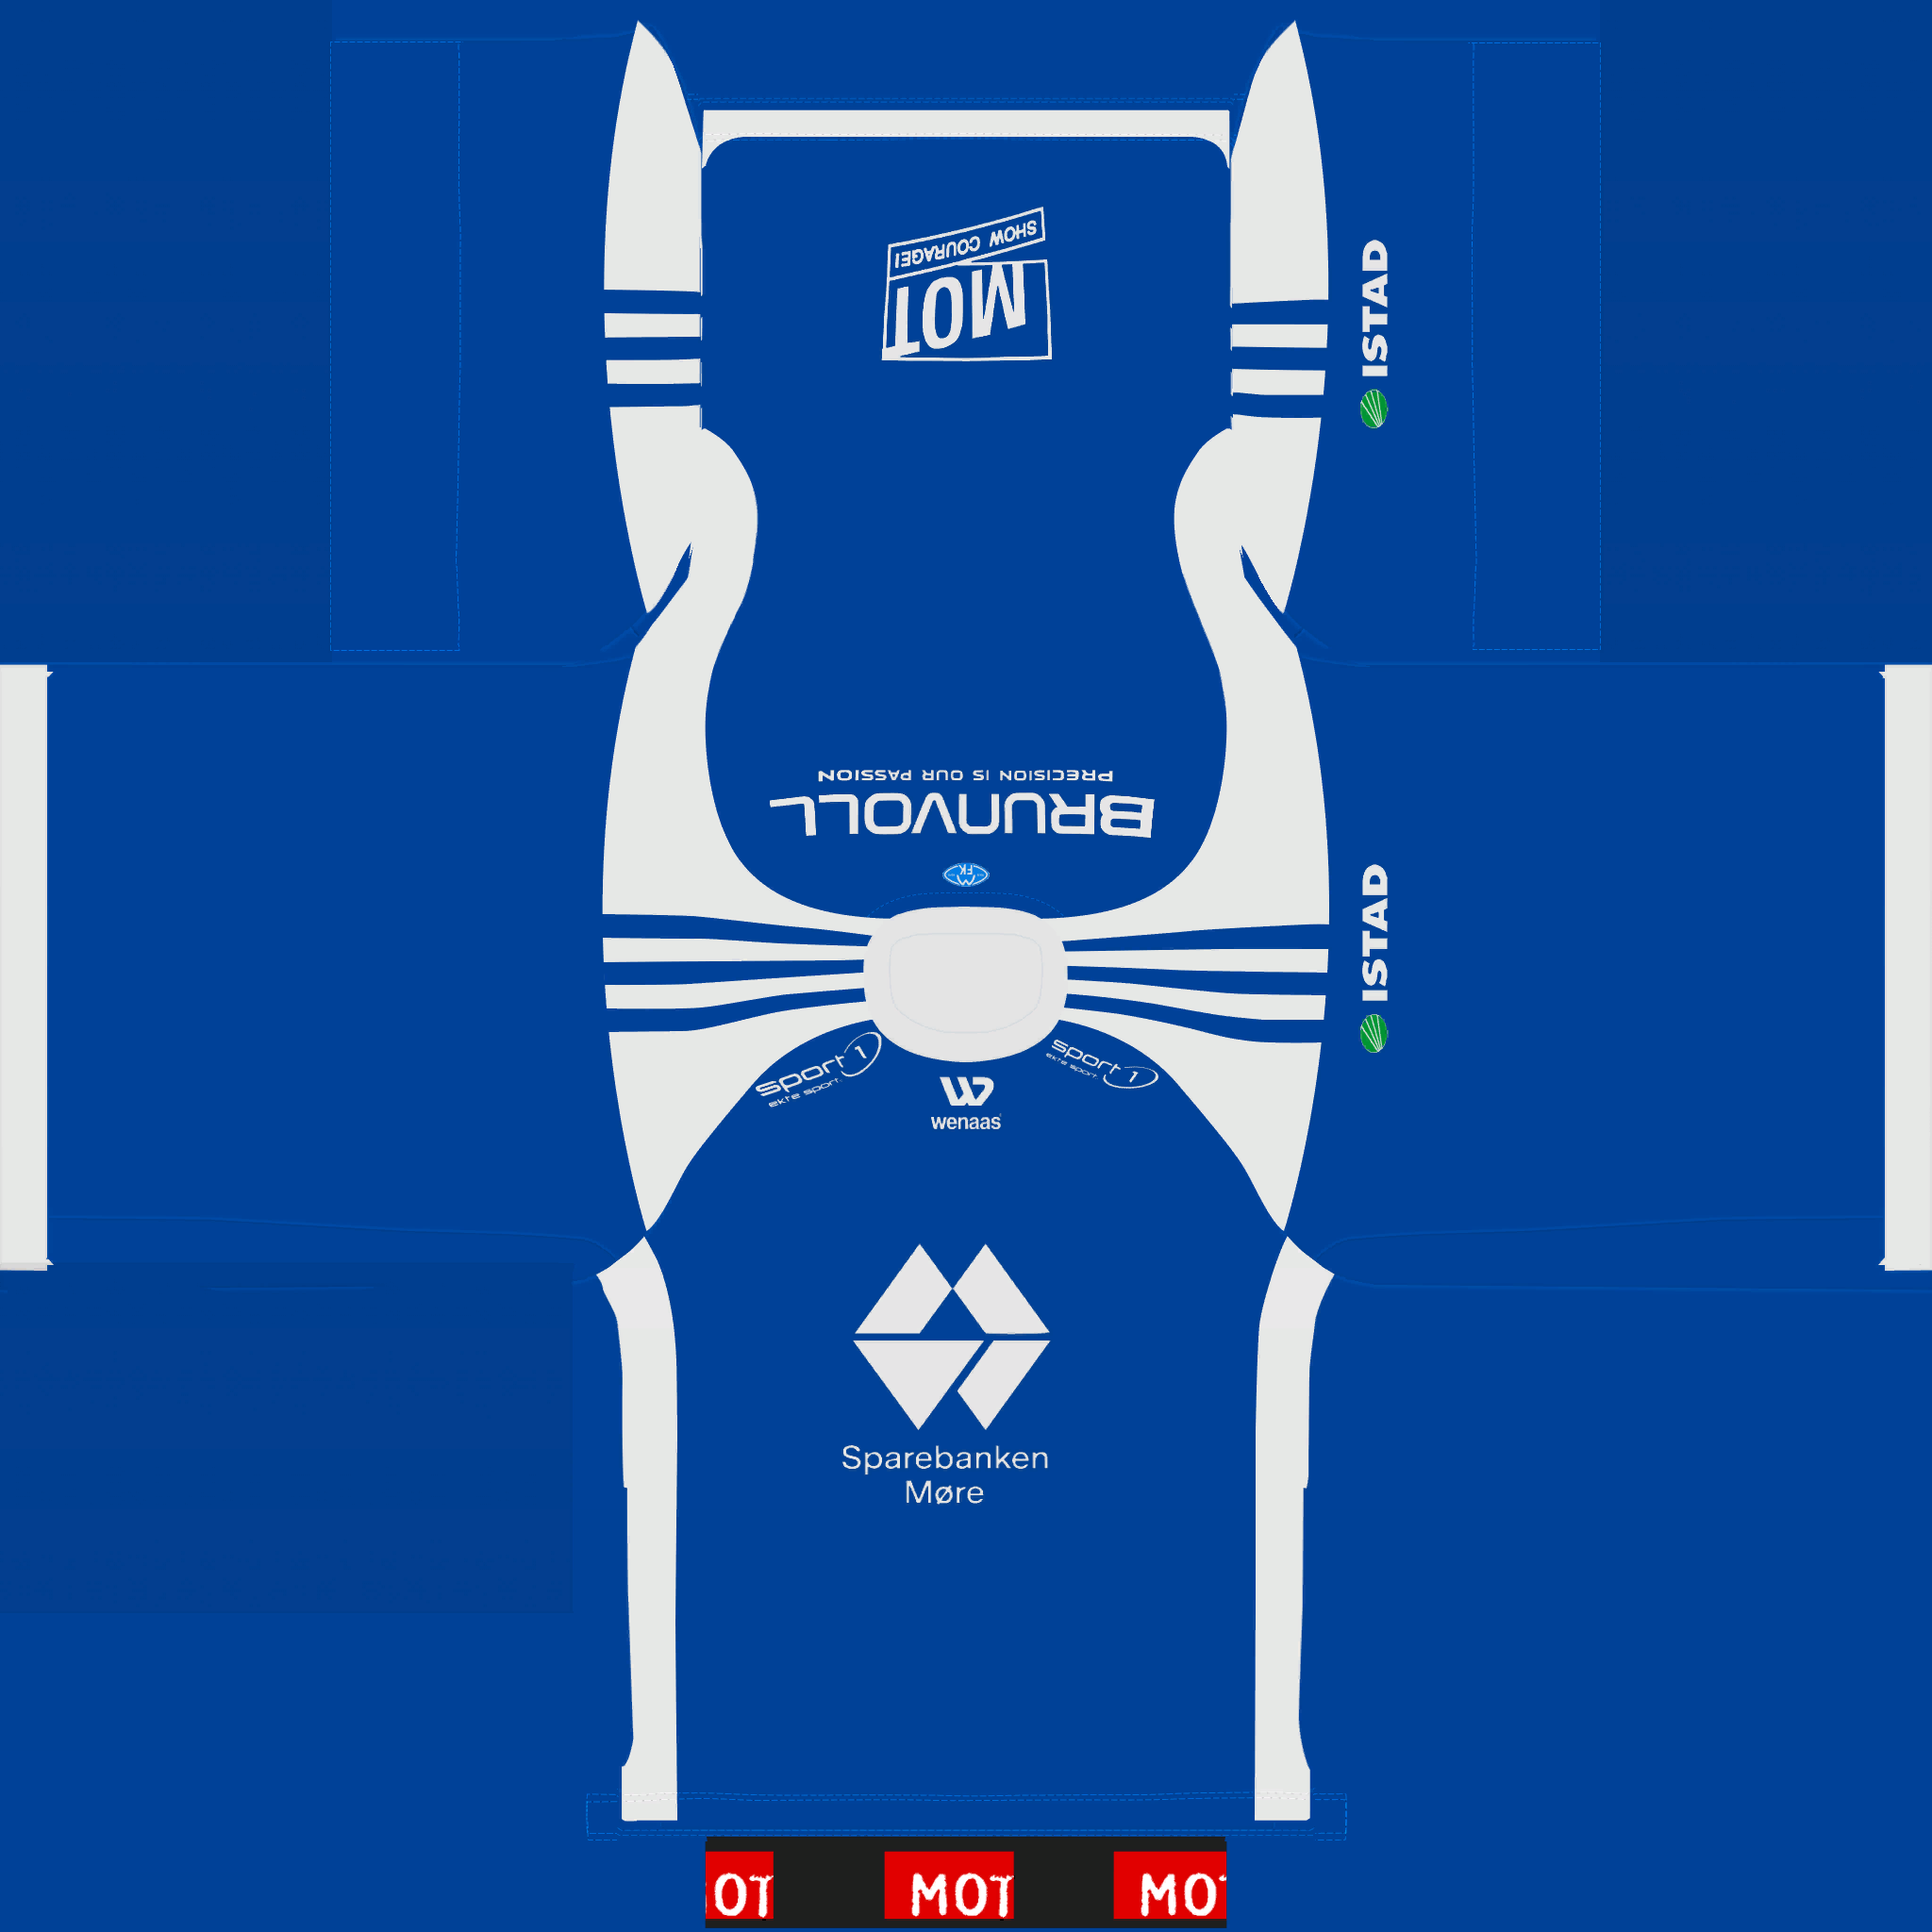 SHOW COURAGE!
MOT
ISTAD
PRECISION IS OUR PASSION
BRUNVOLL
FK
ISTAD
sport 1
ekte sport.
sport 1
ekte sport.
W
wenaas
Sparebanken
Møre
OT
MOT
MO